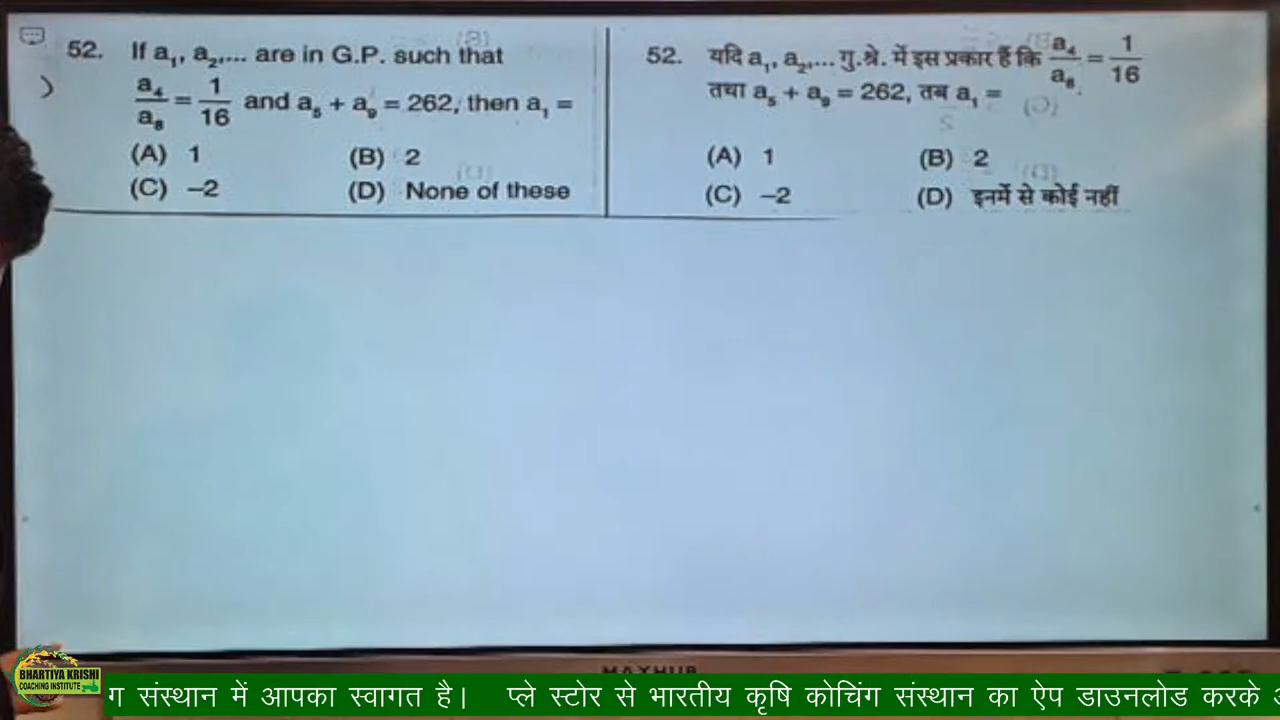 52. If a₁, a₂,... are in G.P. such that
a₄/a₈ = 1/16 and a₅ + a₉ = 262, then a₁ =
(A) 1 (B) 2
(C) –2 (D) None of these
52. यदि a₁, a₂,... गु.श्रे. में इस प्रकार हैं कि a₄/a₈ = 1/16
तथा a₅ + a₉ = 262, तब a₁ =
(A) 1 (B) 2
(C) –2 (D) इनमें से कोई नहीं
MAXHUB
BHARTIYA KRISHI
COACHING INSTITUTE
ग संस्थान में आपका स्वागत है। प्ले स्टोर से भारतीय कृषि कोचिंग संस्थान का ऐप डाउनलोड करके